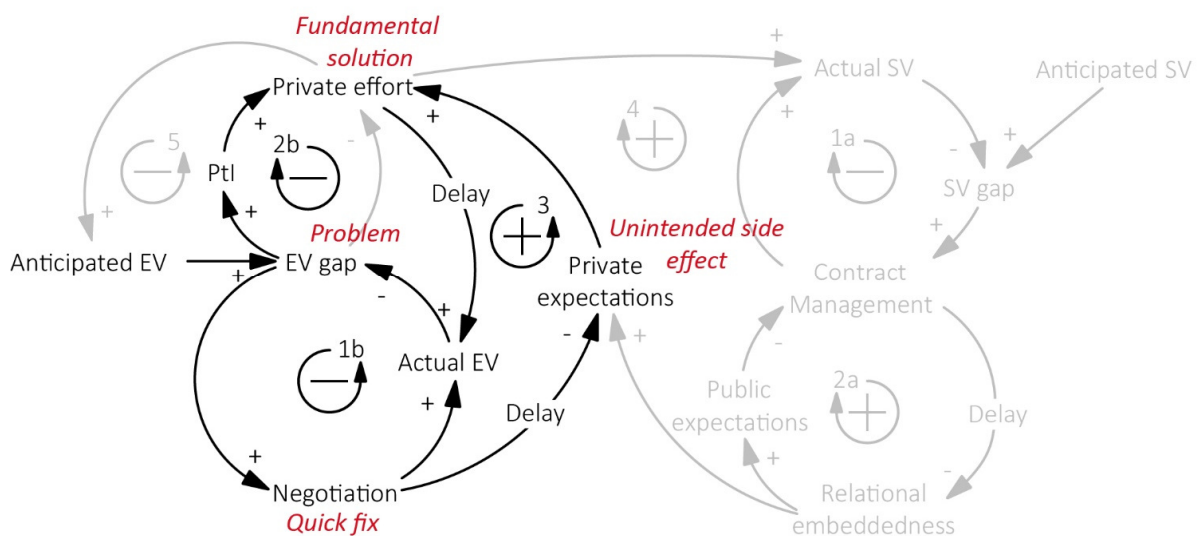 Fundamental
solution
Private effort
+
Actual SV
Anticipated SV
+
5
+
2b
-
+
4
+
1a
-
+
PtI
Delay
SV gap
+
+
3
+
Problem
Unintended side
effect
Anticipated EV
+
EV gap
Private
expectations
Contract
Management
-
+
1b
Actual EV
-
+
-
+
Public
expectations
2a
Delay
Delay
+
+
-
Negotiation
Quick fix
Relational
embeddedness